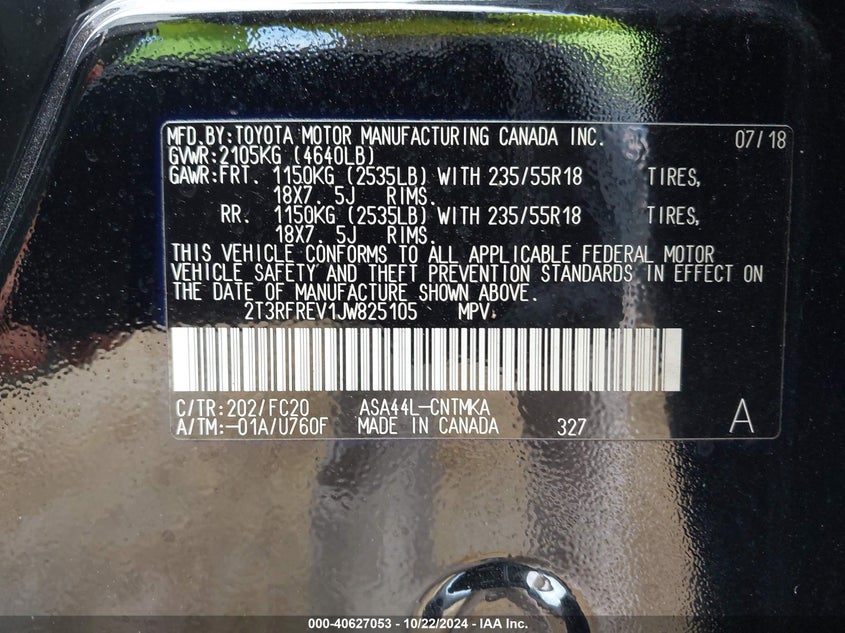 MFD.BY:TOYOTA MOTOR MANUFACTURING CANADA INC. 07/18
GVWR:2105KG (4640LB)
GAWR:FRT. 1150KG (2535LB) WITH 235/55R18 TIRES,
18X7. 5J RIMS.
RR. 1150KG (2535LB) WITH 235/55R18 TIRES,
18X7. 5J RIMS.
THIS VEHICLE CONFORMS TO ALL APPLICABLE FEDERAL MOTOR
VEHICLE SAFETY AND THEFT PREVENTION STANDARDS IN EFFECT ON
THE DATE OF MANUFACTURE SHOWN ABOVE.
2T3RFREV1JW825105 MPV
C/TR:202/FC20 ASA44L-CNTMKA
A/TM:-01A/U760F MADE IN CANADA 327 A
000-40627053 - 10/22/2024 - IAA Inc.